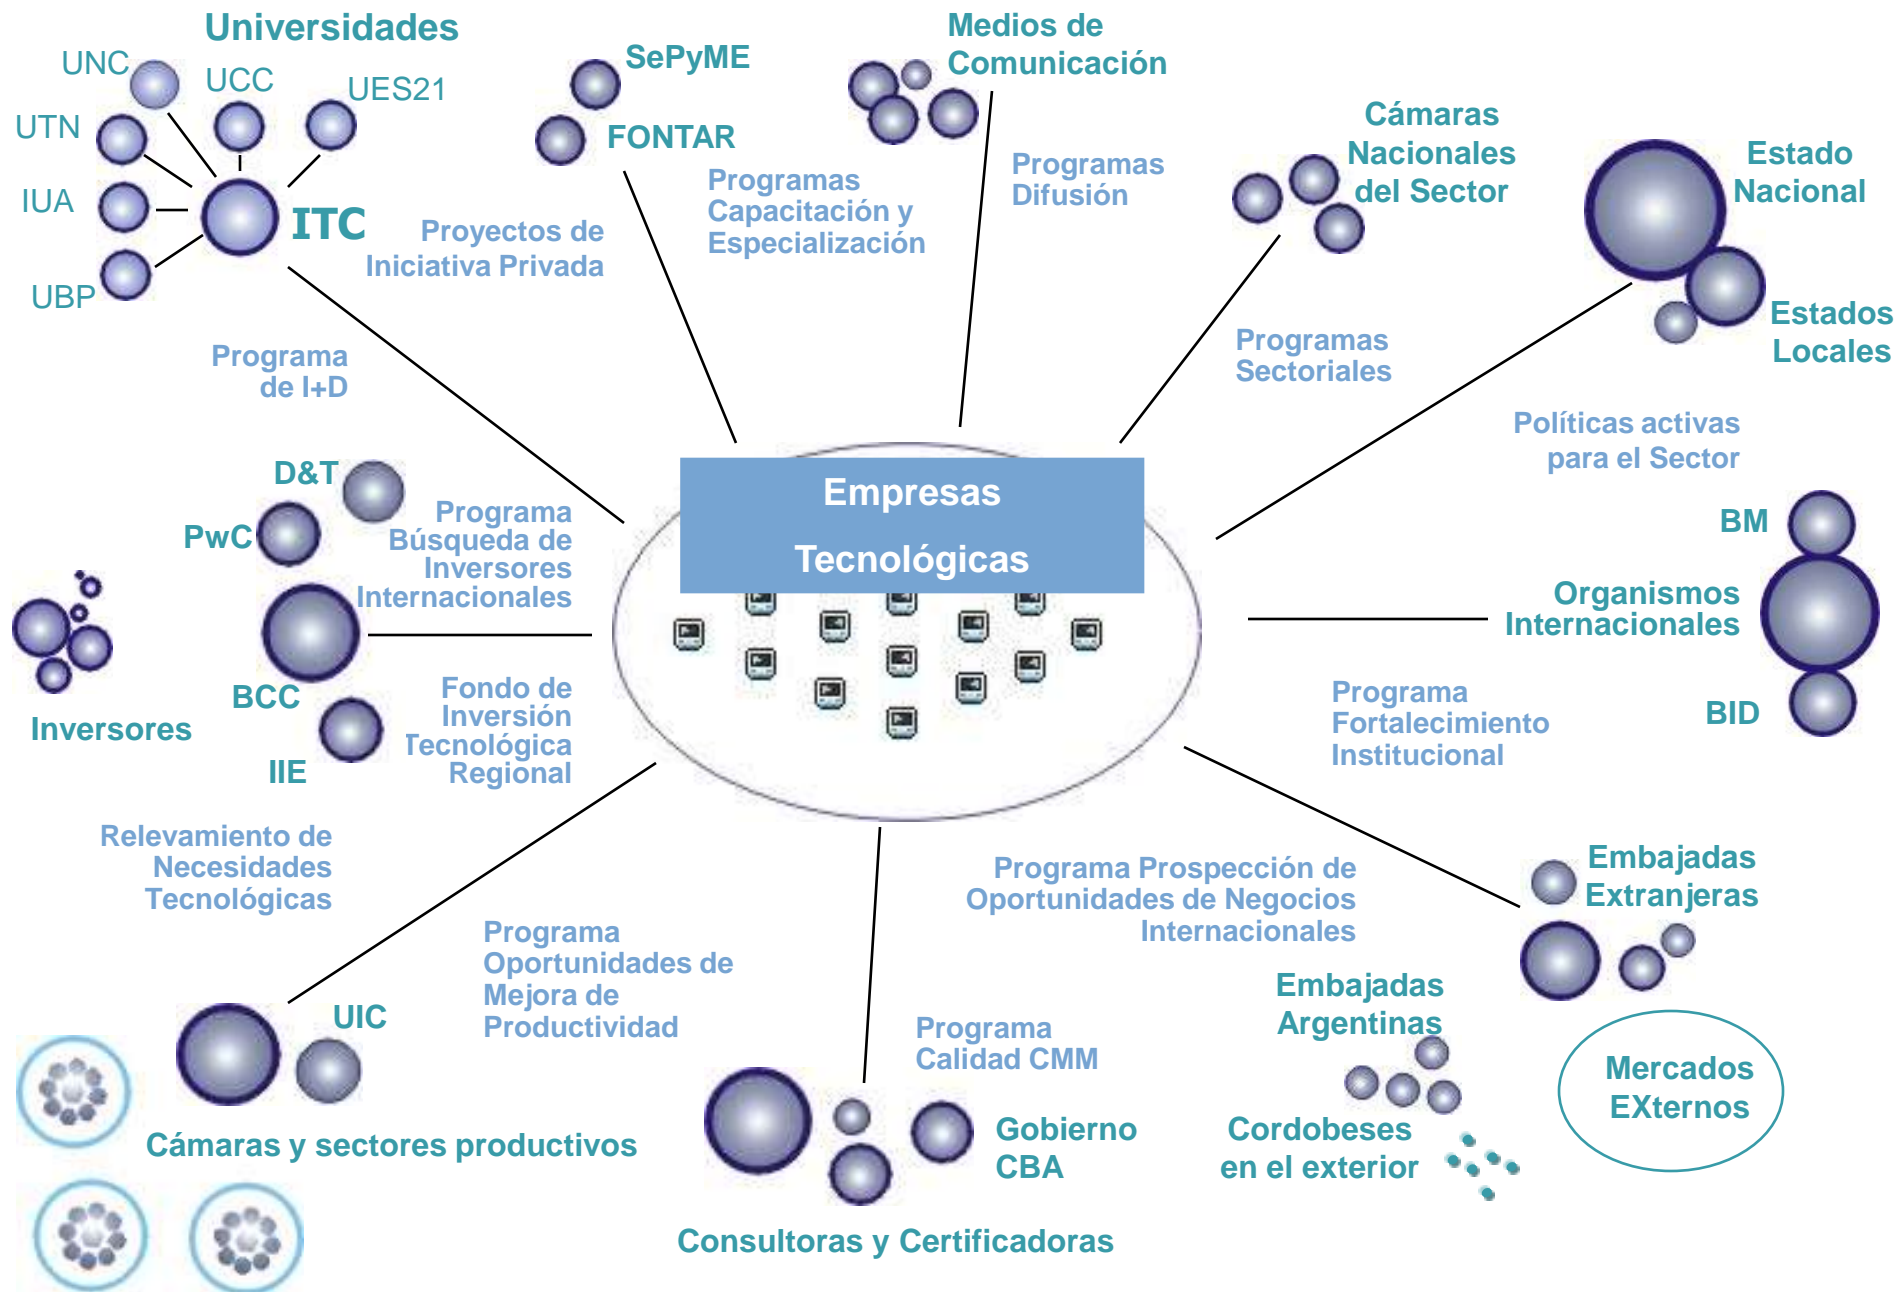 Universidades
UNC
UCC
UES21
UTN
IUA
UBP
ITC
SePyME
FONTAR
Medios de
Comunicación
Cámaras
Nacionales
del Sector
Estado
Nacional
Estados
Locales
Proyectos de
Iniciativa Privada
Programas
Capacitación y
Especialización
Programas
Difusión
Programas
Sectoriales
Políticas activas
para el Sector
Programa
de I+D
D&T
PwC
Programa
Búsqueda de
Inversores
Internacionales
Empresas
Tecnológicas
BM
Organismos
Internacionales
BID
BCC
IIE
Inversores
Fondo de
Inversión
Tecnológica
Regional
Programa
Fortalecimiento
Institucional
Relevamiento de
Necesidades
Tecnológicas
Programa
Oportunidades de
Mejora de
Productividad
Programa Prospección de
Oportunidades de Negocios
Internacionales
Embajadas
Extranjeras
UIC
Cámaras y sectores productivos
Programa
Calidad CMM
Gobierno
CBA
Consultoras y Certificadoras
Embajadas
Argentinas
Cordobeses
en el exterior
Mercados
EXternos